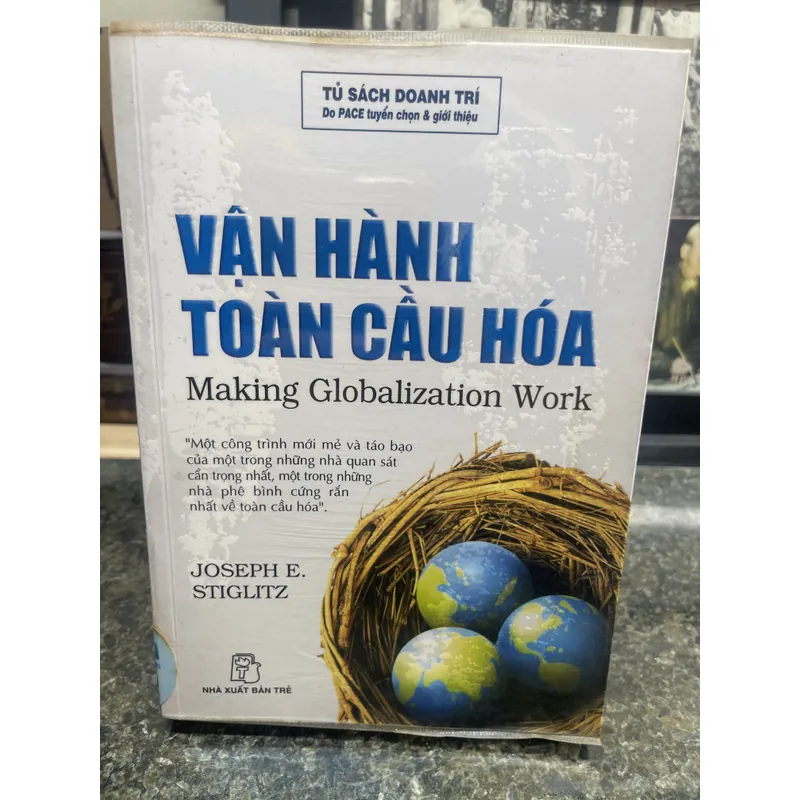 TỦ SÁCH DOANH TRÍ
Do PACE tuyển chọn & giới thiệu
VẬN HÀNH
TOÀN CẦU HÓA
Making Globalization Work
"Một công trình mới mẻ và táo bạo
của một trong những nhà quan sát
cẩn trọng nhất, một trong những
nhà phê bình cứng rắn
nhất về toàn cầu hóa".
JOSEPH E.
STIGLITZ
T
NHÀ XUẤT BẢN TRẺ